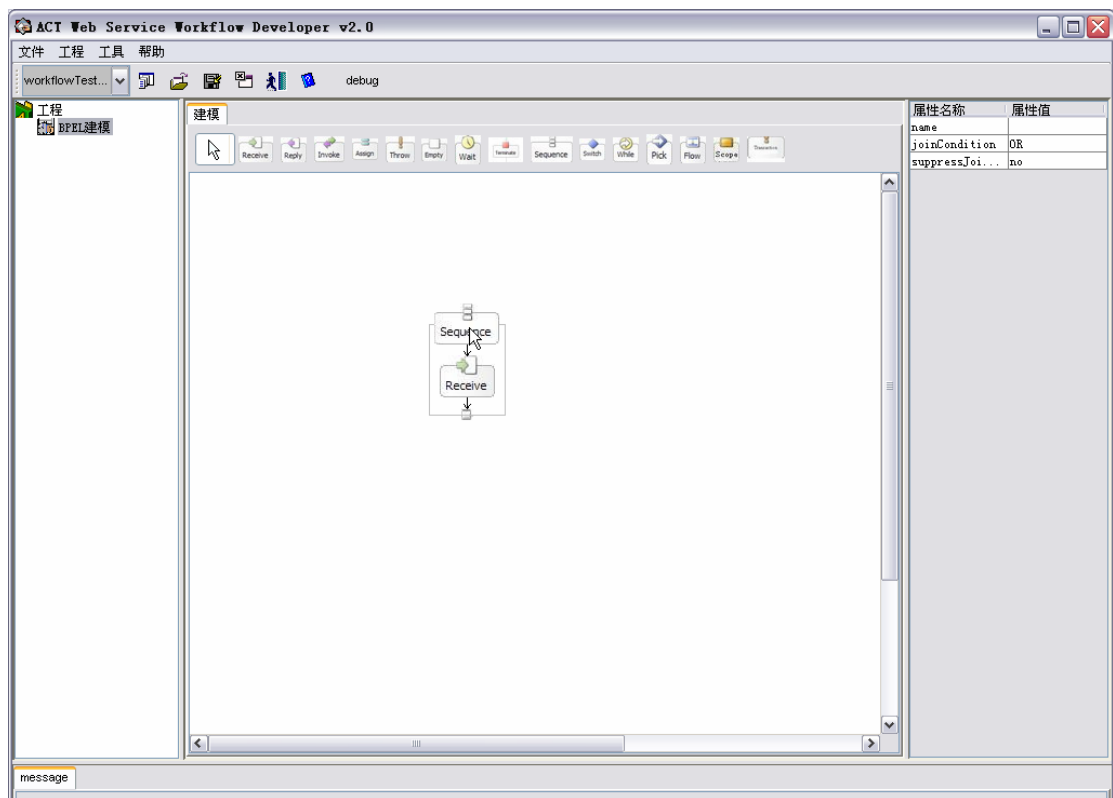 ACT Web Service Workflow Developer v2.0
文件 工程 工具 帮助
workflowTest... debug
工程
BPEL建模
建模
Receive Reply Invoke Assign Throw Empty Wait Terminate Sequence Switch While Pick Flow Scope
Sequence
Receive
属性名称 属性值
name
joinCondition OR
suppressJoi... no
message